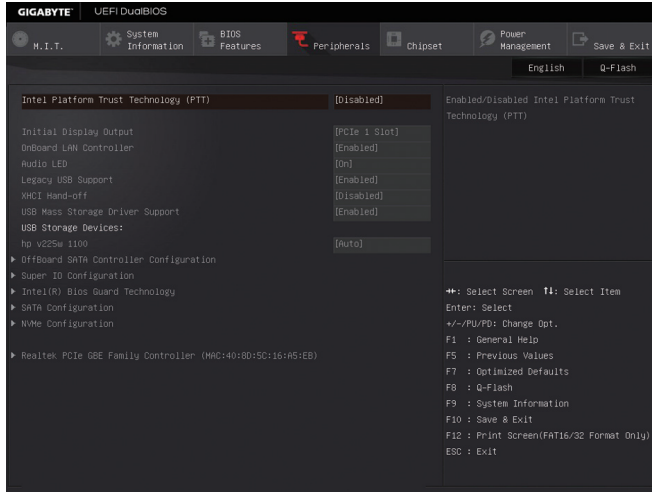 GIGABYTE™ UEFI DualBIOS
M.I.T. System Information BIOS Features Peripherals Chipset Power Management Save & Exit
English Q-Flash
Intel Platform Trust Technology (PTT) [Disabled]
Enabled/Disabled Intel Platform Trust
Technology (PTT)
Initial Display Output [PCIe 1 Slot]
OnBoard LAN Controller [Enabled]
Audio LED [On]
Legacy USB Support [Enabled]
XHCI Hand-off [Disabled]
USB Mass Storage Driver Support [Enabled]
USB Storage Devices:
hp v225w 1100 [Auto]
▶ OffBoard SATA Controller Configuration
▶ Super IO Configuration
▶ Intel(R) Bios Guard Technology
▶ SATA Configuration
▶ NVMe Configuration
▶ Realtek PCIe GBE Family Controller (MAC:40:8D:5C:16:A5:EB)
→←: Select Screen ↑↓: Select Item
Enter: Select
+/-/PU/PD: Change Opt.
F1 : General Help
F5 : Previous Values
F7 : Optimized Defaults
F8 : Q-Flash
F9 : System Information
F10 : Save & Exit
F12 : Print Screen(FAT16/32 Format Only)
ESC : Exit